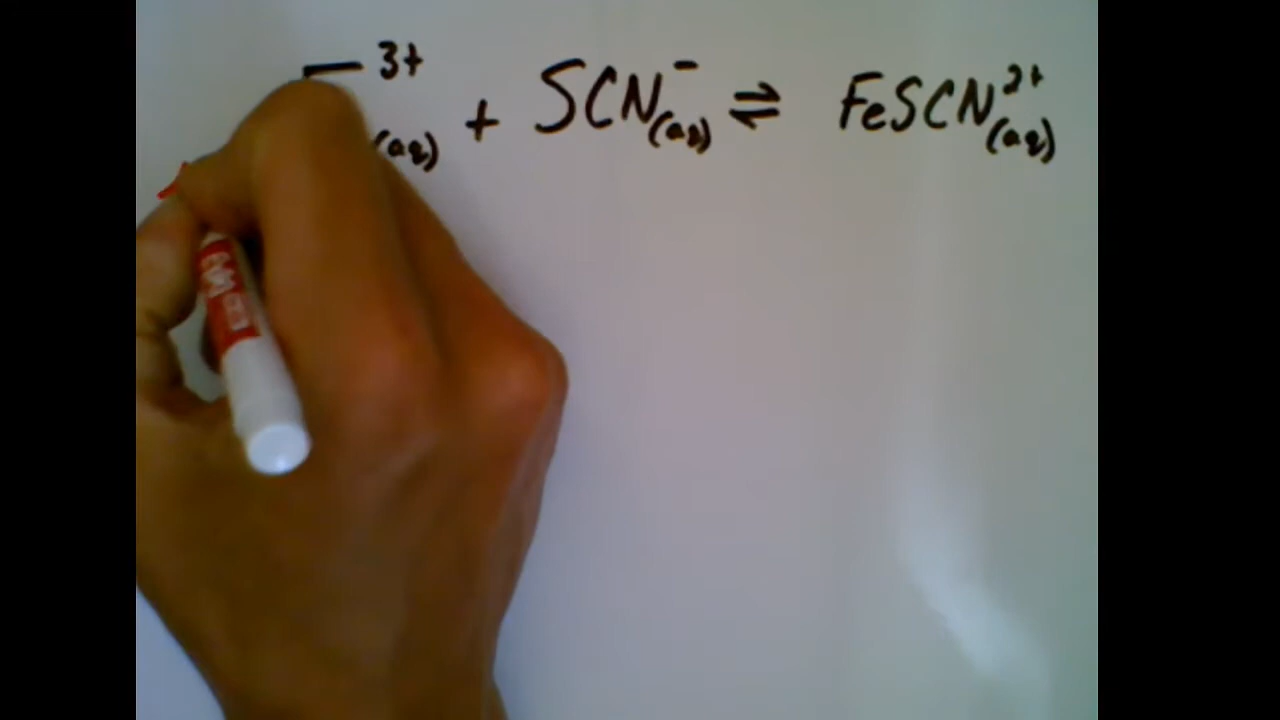 3+ (aq) + SCN⁻(aq) ⇌ FeSCN²⁺(aq)